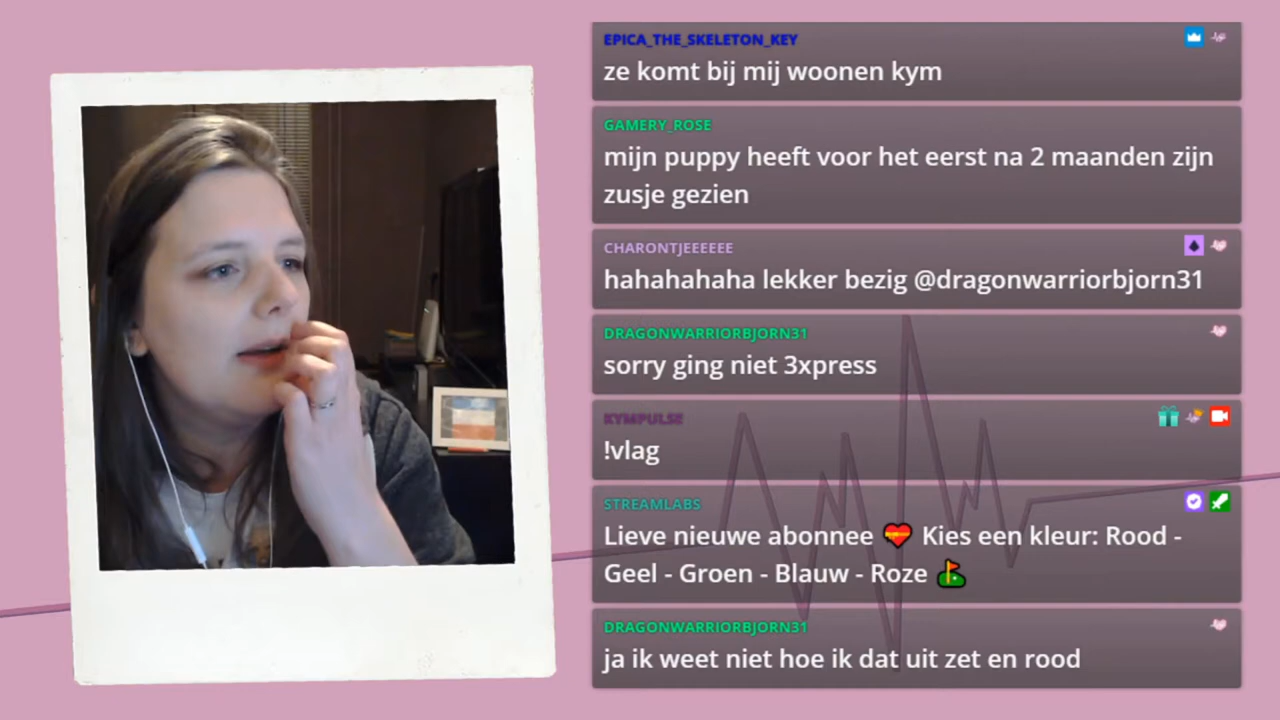 EPICA_THE_SKELETON_KEY
ze komt bij mij woonen kym
GAMERY_ROSE
mijn puppy heeft voor het eerst na 2 maanden zijn
zusje gezien
CHARONTJEEEEEE
hahahahaha lekker bezig @dragonwarriorbjorn31
DRAGONWARRIORBJORN31
sorry ging niet 3xpress
KYMPULSE
!vlag
STREAMLABS
Lieve nieuwe abonnee 💝 Kies een kleur: Rood -
Geel - Groen - Blauw - Roze ⛳
DRAGONWARRIORBJORN31
ja ik weet niet hoe ik dat uit zet en rood